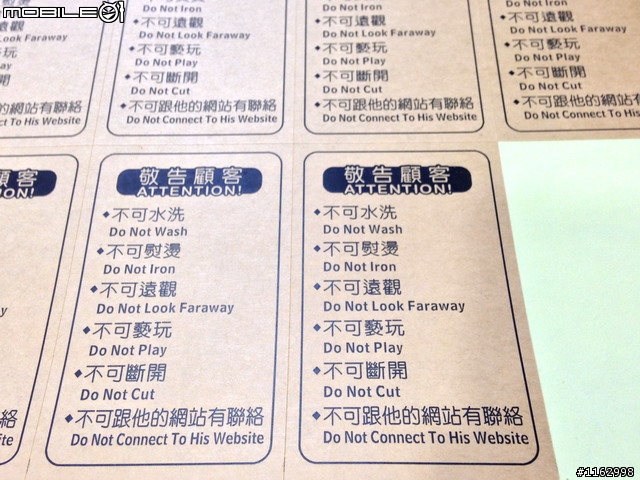 MOBILE01
Do Not Iron
不可遠觀
Do Not Look Faraway
不可褻玩
Do Not Play
不可斷開
Do Not Cut
不可跟他的網站有聯絡
Do Not Connect To His Website
Do Not Iron
不可遠觀
Do Not Look Faraway
不可褻玩
Do Not Play
不可斷開
Do Not Cut
不可跟他的網站有聯絡
Do Not Connect To His Website
Do Not Look Faraway
不可褻玩
Do Not Play
不可斷開
Do Not Cut
不可跟他的網站有聯絡
Do Not Connect To His Website
敬告顧客
ATTENTION!
不可水洗
Do Not Wash
不可熨燙
Do Not Iron
不可遠觀
Do Not Look Faraway
不可褻玩
Do Not Play
不可斷開
Do Not Cut
不可跟他的網站有聯絡
Do Not Connect To His Website
敬告顧客
ATTENTION!
不可水洗
Do Not Wash
不可熨燙
Do Not Iron
不可遠觀
Do Not Look Faraway
不可褻玩
Do Not Play
不可斷開
Do Not Cut
不可跟他的網站有聯絡
Do Not Connect To His Website
#1162998